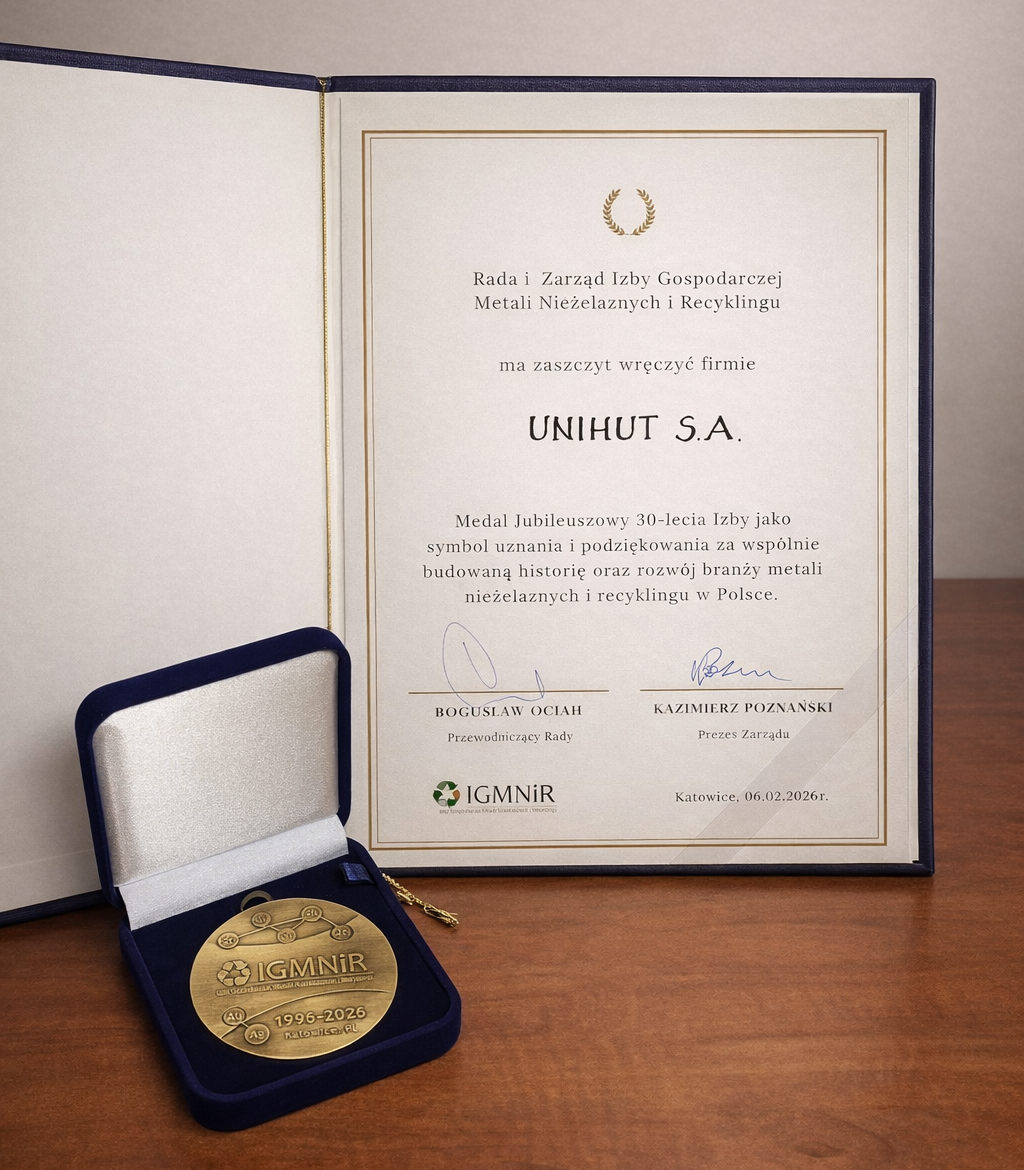 Rada i Zarząd Izby Gospodarczej
Metali Nieżelaznych i Recyklingu
ma zaszczyt wręczyć firmie
UNIHUT S.A.
Medal Jubileuszowy 30-lecia Izby jako
symbol uznania i podziękowania za wspólnie
budowaną historię oraz rozwój branży metali
nieżelaznych i recyklingu w Polsce.
BOGUSŁAW OCIAH
Przewodniczący Rady
KAZIMIERZ POZNAŃSKI
Prezes Zarządu
IGMNiR
Katowice, 06.02.2026r.
IGMNiR
Au
Ag
1996-2026
Katowice, PL